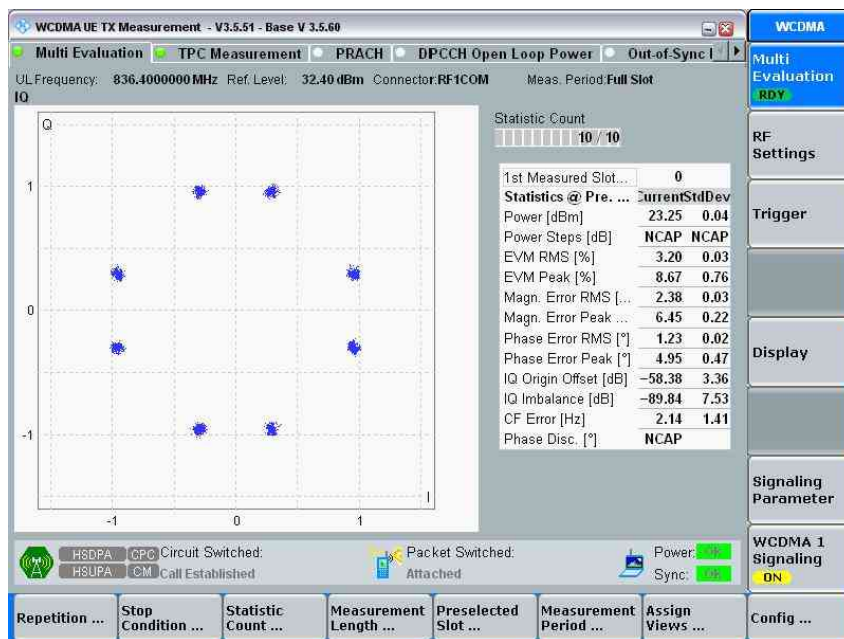 WCDMA UE TX Measurement - V3.5.51 - Base V 3.5.60
WCDMA
Multi Evaluation
TPC Measurement
PRACH
DPCCH Open Loop Power
Out-of-Sync
UL Frequency: 836.4000000 MHz Ref. Level: 32.40 dBm Connector:RF1COM Meas. Period:Full Slot
IQ
Q
1
0
-1
-1
0
1
I
Statistic Count
10 / 10
1st Measured Slot... 0
Statistics @ Pre. ... Current StdDev
Power [dBm] 23.25 0.04
Power Steps [dB] NCAP NCAP
EVM RMS [%] 3.20 0.03
EVM Peak [%] 8.67 0.76
Magn. Error RMS [... 2.38 0.03
Magn. Error Peak ... 6.45 0.22
Phase Error RMS [°] 1.23 0.02
Phase Error Peak [°] 4.95 0.47
IQ Origin Offset [dB] -58.38 3.36
IQ Imbalance [dB] -89.84 7.53
CF Error [Hz] 2.14 1.41
Phase Disc. [°] NCAP
Multi
Evaluation
RDY
RF
Settings
Trigger
Display
Signaling
Parameter
WCDMA 1
Signaling
ON
HSDPA CPC Circuit Switched:
HSUPA CM Call Established
Packet Switched:
Attached
Power: OK
Sync: OK
Repetition ...
Stop
Condition ...
Statistic
Count ...
Measurement
Length ...
Preselected
Slot ...
Measurement
Period ...
Assign
Views ...
Config ...